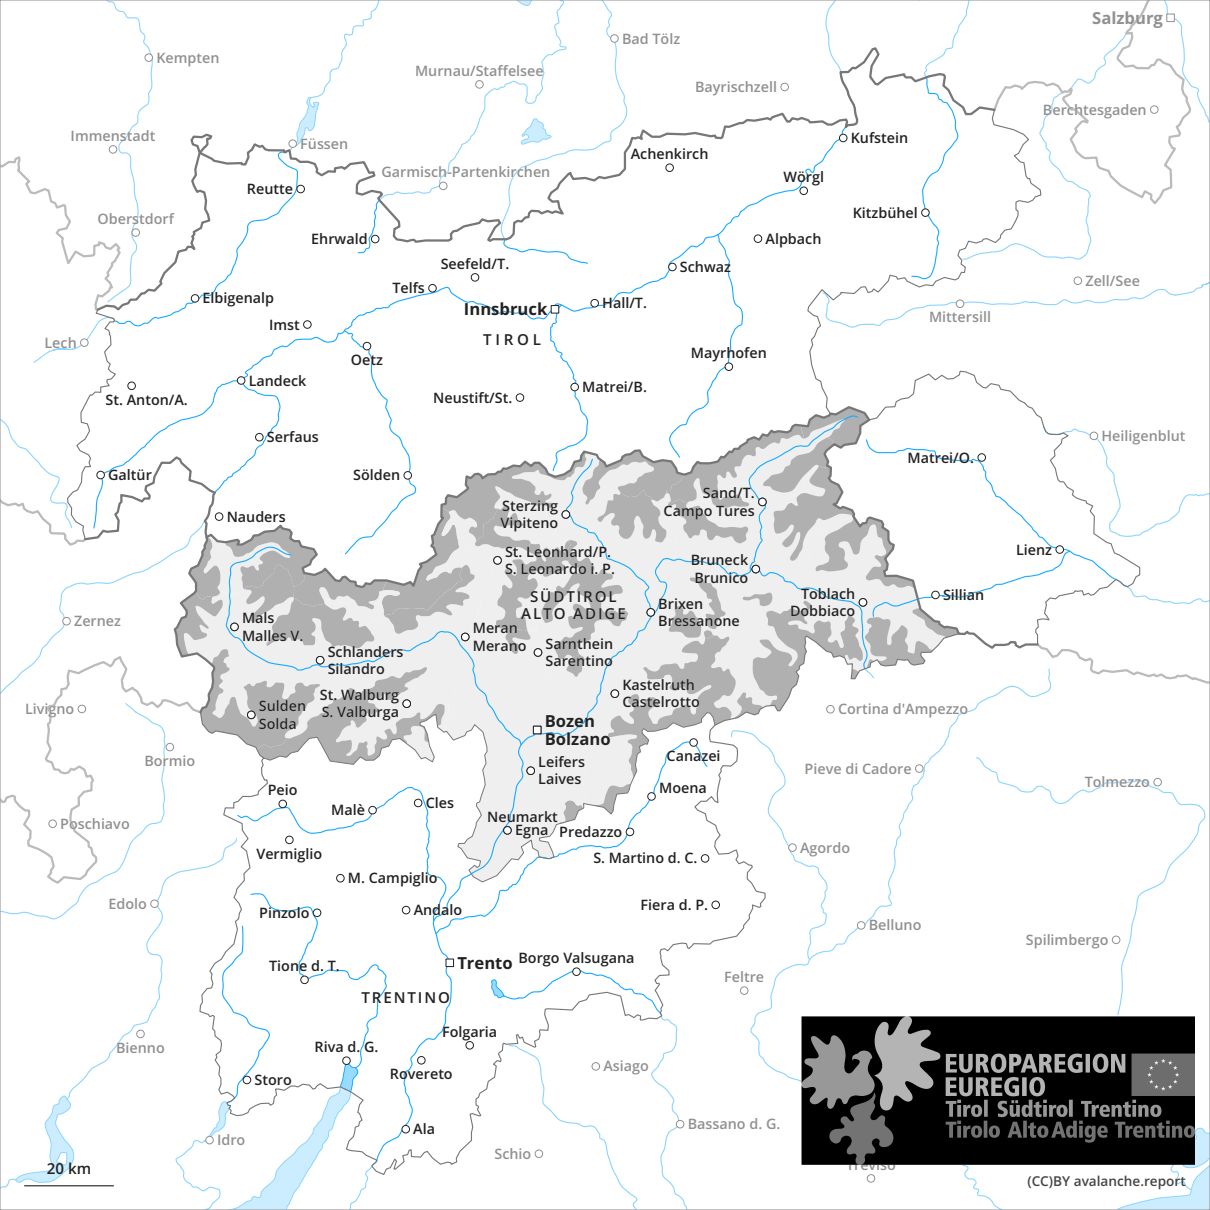 Salzburg
Bad Tölz
Kempten
Murnau/Staffelsee
Bayrischzell
Berchtesgaden
Immenstadt
Füssen
Kufstein
Achenkirch
Garmisch-Partenkirchen
Wörgl
Reutte
Kitzbühel
Oberstdorf
Ehrwald
Alpbach
Seefeld/T.
Schwaz
Zell/See
Telfs
Elbigenalp
Hall/T.
Innsbruck
Mittersill
Imst
TIROL
Lech
Mayrhofen
Oetz
Landeck
Matrei/B.
St. Anton/A.
Neustift/St.
Serfaus
Heiligenblut
Matrei/O.
Galtür
Sölden
Sand/T.
Campo Tures
Sterzing
Vipiteno
Nauders
Lienz
St. Leonhard/P.
S. Leonardo i. P.
Bruneck
Brunico
SÜDTIROL
ALTO ADIGE
Toblach
Dobbiaco
Sillian
Brixen
Bressanone
Zernez
Mals
Malles V.
Meran
Merano
Sarnthein
Sarentino
Schlanders
Silandro
Kastelruth
Castelrotto
St. Walburg
S. Valburga
Sulden
Solda
Livigno
Cortina d'Ampezzo
Bozen
Bolzano
Bormio
Canazei
Leifers
Laives
Pieve di Cadore
Tolmezzo
Peio
Moena
Malè
Cles
Neumarkt
Egna
Predazzo
Poschiavo
Vermiglio
Agordo
S. Martino d. C.
M. Campiglio
Edolo
Pinzolo
Andalo
Fiera d. P.
Belluno
Spilimbergo
Trento
Borgo Valsugana
Tione d. T.
Feltre
TRENTINO
Folgaria
Bienno
Riva d. G.
Rovereto
Asiago
Storo
EUROPAREGION
EUREGIO
Tirol Südtirol Trentino
Tirolo Alto Adige Trentino
Ala
Bassano d. G.
Idro
Schio
Treviso
20 km
(CC)BY avalanche.report